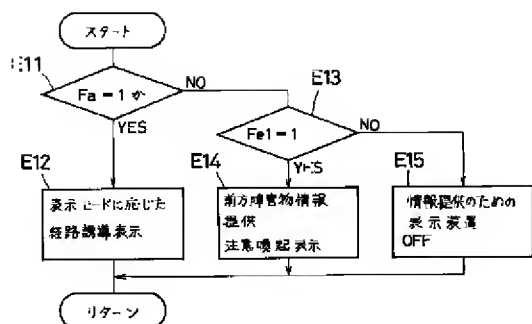 スタート
E11
Fa = 1 か
NO
YES
E13
Fe1 = 1
NO
YES
E12
表示モードに応じた
経路誘導表示
E14
前方障害物情報
提供
注意喚起表示
E15
情報提供のための
表示装置
OFF
リターン